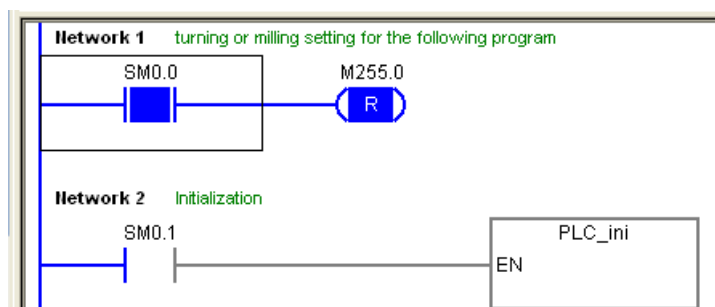 Network 1 turning or milling setting for the following program
SM0.0 M255.0
R
Network 2 Initialization
SM0.1 PLC_ini
EN